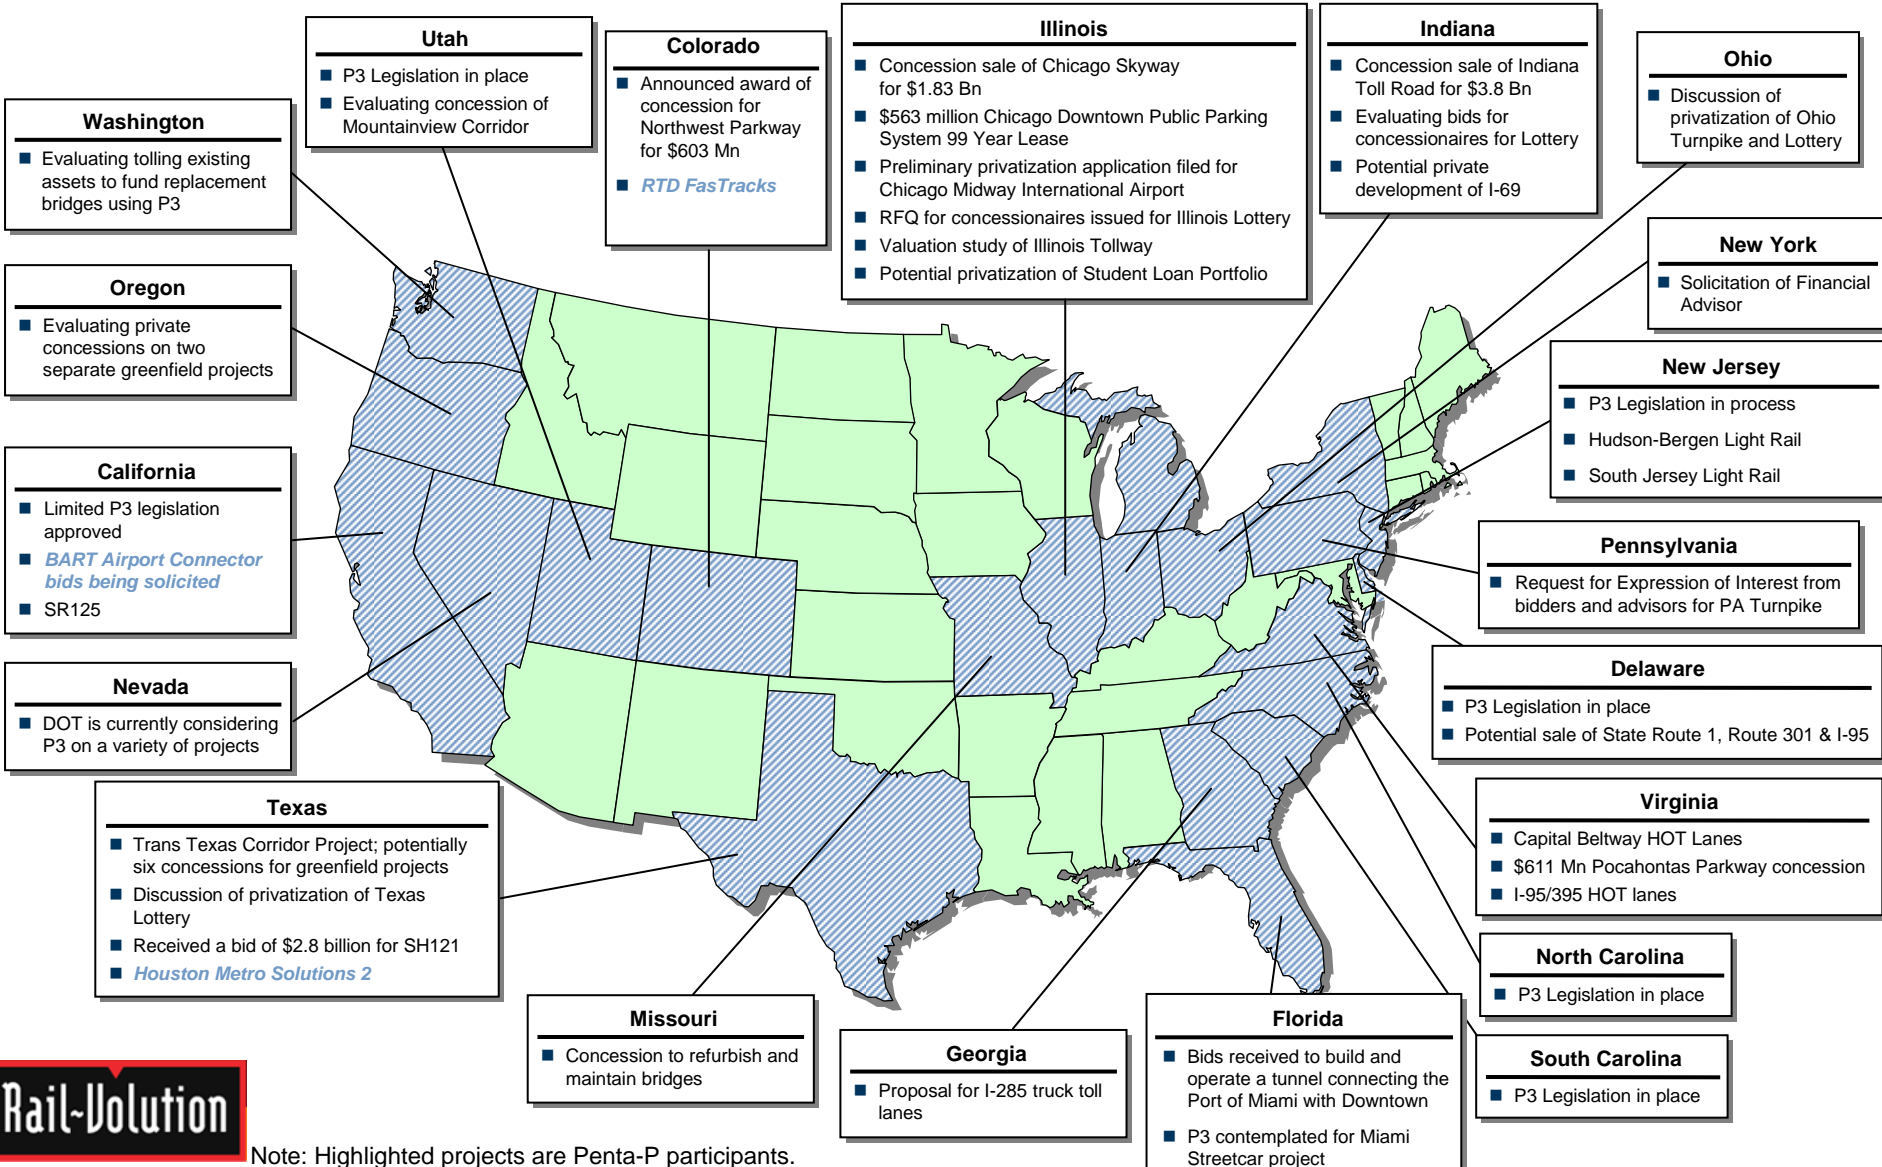 Utah
P3 Legislation in place
Evaluating concession of
Mountainview Corridor
Colorado
Announced award of
concession for
Northwest Parkway
for $603 Mn
RTD FasTracks
Illinois
Concession sale of Chicago Skyway
for $1.83 Bn
$563 million Chicago Downtown Public Parking
System 99 Year Lease
Preliminary privatization application filed for
Chicago Midway International Airport
RFQ for concessionaires issued for Illinois Lottery
Valuation study of Illinois Tollway
Potential privatization of Student Loan Portfolio
Indiana
Concession sale of Indiana
Toll Road for $3.8 Bn
Evaluating bids for
concessionaires for Lottery
Potential private
development of I-69
Ohio
Discussion of
privatization of Ohio
Turnpike and Lottery
Washington
Evaluating tolling existing
assets to fund replacement
bridges using P3
New York
Solicitation of Financial
Advisor
Oregon
Evaluating private
concessions on two
separate greenfield projects
New Jersey
P3 Legislation in process
Hudson-Bergen Light Rail
South Jersey Light Rail
California
Limited P3 legislation
approved
BART Airport Connector
bids being solicited
SR125
Pennsylvania
Request for Expression of Interest from
bidders and advisors for PA Turnpike
Nevada
DOT is currently considering
P3 on a variety of projects
Delaware
P3 Legislation in place
Potential sale of State Route 1, Route 301 & I-95
Texas
Trans Texas Corridor Project; potentially
six concessions for greenfield projects
Discussion of privatization of Texas
Lottery
Received a bid of $2.8 billion for SH121
Houston Metro Solutions 2
Virginia
Capital Beltway HOT Lanes
$611 Mn Pocahontas Parkway concession
I-95/395 HOT lanes
North Carolina
P3 Legislation in place
Missouri
Concession to refurbish and
maintain bridges
Georgia
Proposal for I-285 truck toll
lanes
Florida
Bids received to build and
operate a tunnel connecting the
Port of Miami with Downtown
P3 contemplated for Miami
Streetcar project
South Carolina
P3 Legislation in place
Rail~Volution
Note: Highlighted projects are Penta-P participants.